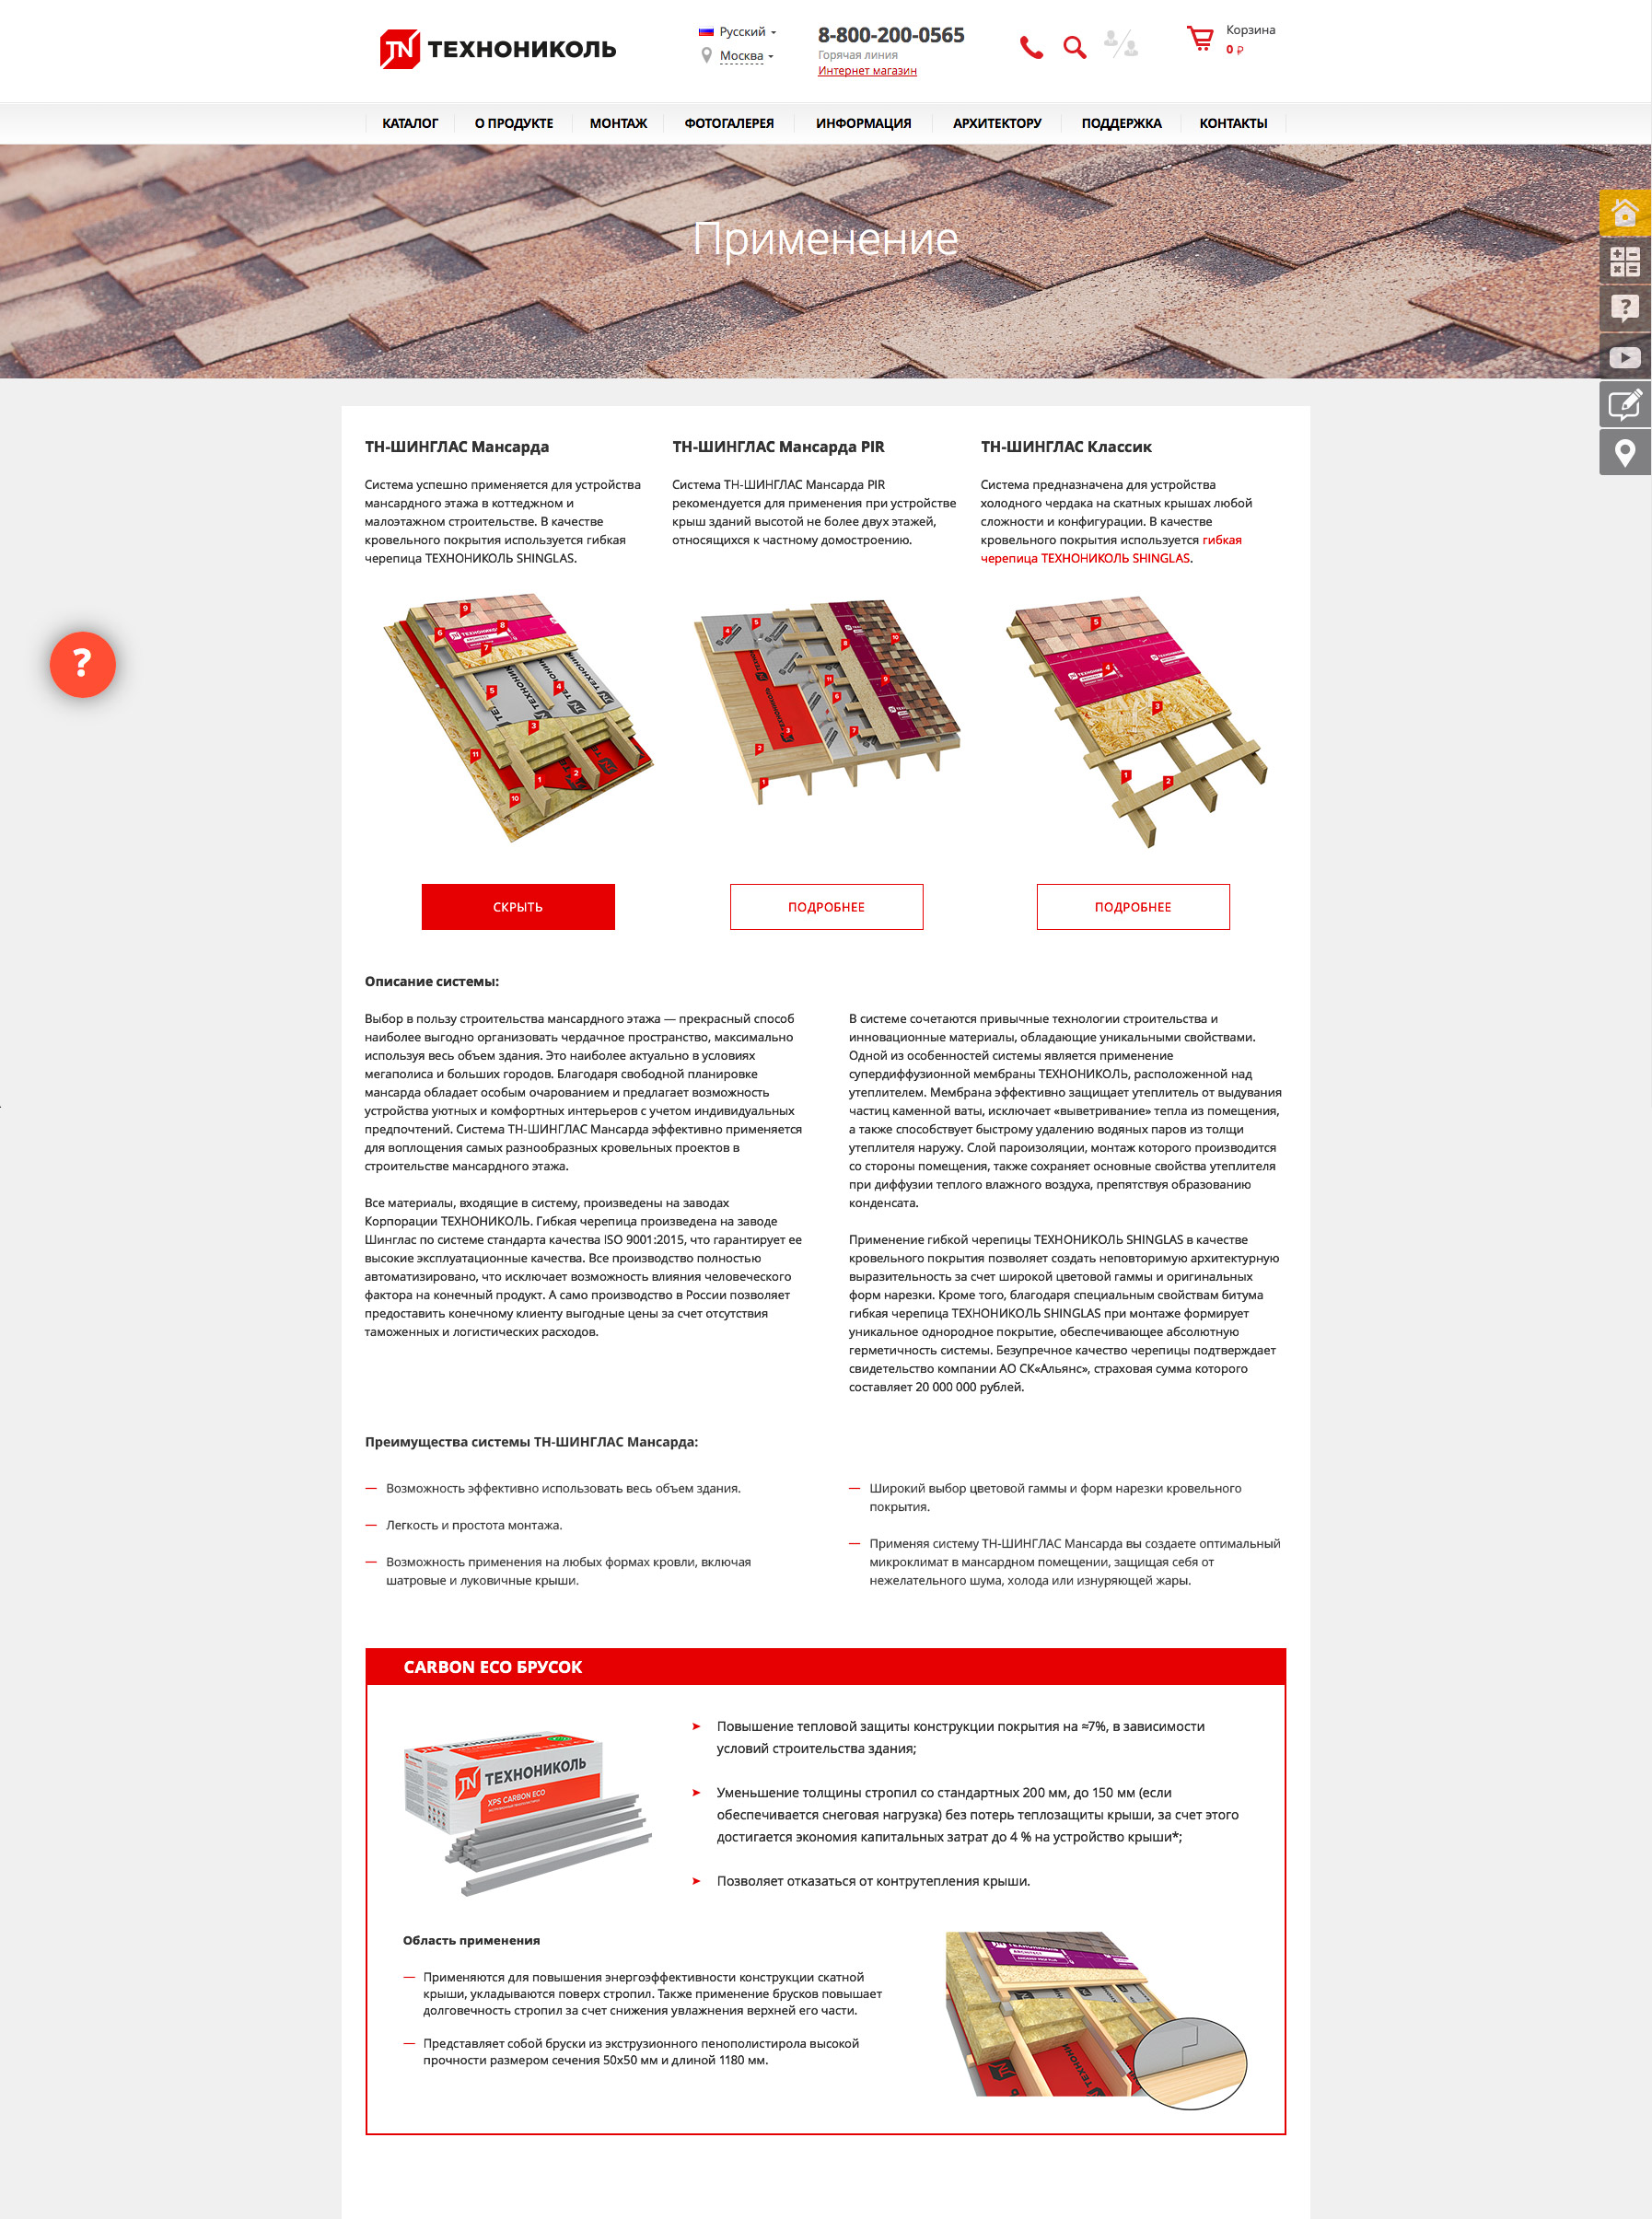 ТЕХНОНИКОЛЬ
Русский
Москва
8-800-200-0565
Горячая линия
Интернет магазин
Корзина
0 ₽
КАТАЛОГ
О ПРОДУКТЕ
МОНТАЖ
ФОТОГАЛЕРЕЯ
ИНФОРМАЦИЯ
АРХИТЕКТОРУ
ПОДДЕРЖКА
КОНТАКТЫ
Применение
ТН-ШИНГЛАС Мансарда
Система успешно применяется для устройства
мансардного этажа в коттеджном и
малоэтажном строительстве. В качестве
кровельного покрытия используется гибкая
черепица ТЕХНОНИКОЛЬ SHINGLAS.
ТН-ШИНГЛАС Мансарда PIR
Система ТН-ШИНГЛАС Мансарда PIR
рекомендуется для применения при устройстве
крыш зданий высотой не более двух этажей,
относящихся к частному домостроению.
ТН-ШИНГЛАС Классик
Система предназначена для устройства
холодного чердака на скатных крышах любой
сложности и конфигурации. В качестве
кровельного покрытия используется гибкая
черепица ТЕХНОНИКОЛЬ SHINGLAS.
?
СКРЫТЬ
ПОДРОБНЕЕ
ПОДРОБНЕЕ
Описание системы:
Выбор в пользу строительства мансардного этажа — прекрасный способ
наиболее выгодно организовать чердачное пространство, максимально
используя весь объем здания. Это наиболее актуально в условиях
мегаполиса и больших городов. Благодаря свободной планировке
мансарда обладает особым очарованием и предлагает возможность
устройства уютных и комфортных интерьеров с учетом индивидуальных
предпочтений. Система ТН-ШИНГЛАС Мансарда эффективно применяется
для воплощения самых разнообразных кровельных проектов в
строительстве мансардного этажа.
Все материалы, входящие в систему, произведены на заводах
Корпорации ТЕХНОНИКОЛЬ. Гибкая черепица произведена на заводе
Шинглас по системе стандарта качества ISO 9001:2015, что гарантирует ее
высокие эксплуатационные качества. Все производство полностью
автоматизировано, что исключает возможность влияния человеческого
фактора на конечный продукт. А само производство в России позволяет
предоставить конечному клиенту выгодные цены за счет отсутствия
таможенных и логистических расходов.
В системе сочетаются привычные технологии строительства и
инновационные материалы, обладающие уникальными свойствами.
Одной из особенностей системы является применение
супердиффузионной мембраны ТЕХНОНИКОЛЬ, расположенной над
утеплителем. Мембрана эффективно защищает утеплитель от выдувания
частиц каменной ваты, исключает «выветривание» тепла из помещения,
а также способствует быстрому удалению водяных паров из толщи
утеплителя наружу. Слой пароизоляции, монтаж которого производится
со стороны помещения, также сохраняет основные свойства утеплителя
при диффузии теплого влажного воздуха, препятствуя образованию
конденсата.
Применение гибкой черепицы ТЕХНОНИКОЛЬ SHINGLAS в качестве
кровельного покрытия позволяет создать неповторимую архитектурную
выразительность за счет широкой цветовой гаммы и оригинальных
форм нарезки. Кроме того, благодаря специальным свойствам битума
гибкая черепица ТЕХНОНИКОЛЬ SHINGLAS при монтаже формирует
уникальное однородное покрытие, обеспечивающее абсолютную
герметичность системы. Безупречное качество черепицы подтверждает
свидетельство компании АО СК«Альянс», страховая сумма которого
составляет 20 000 000 рублей.
Преимущества системы ТН-ШИНГЛАС Мансарда:
— Возможность эффективно использовать весь объем здания.
— Легкость и простота монтажа.
— Возможность применения на любых формах кровли, включая
шатровые и луковичные крыши.
— Широкий выбор цветовой гаммы и форм нарезки кровельного
покрытия.
— Применяя систему ТН-ШИНГЛАС Мансарда вы создаете оптимальный
микроклимат в мансардном помещении, защищая себя от
нежелательного шума, холода или изнуряющей жары.
CARBON ECO БРУСОК
ТЕХНОНИКОЛЬ
XPS CARBON ECO
➤ Повышение тепловой защиты конструкции покрытия на ≈7%, в зависимости
условий строительства здания;
➤ Уменьшение толщины стропил со стандартных 200 мм, до 150 мм (если
обеспечивается снеговая нагрузка) без потерь теплозащиты крыши, за счет этого
достигается экономия капитальных затрат до 4 % на устройство крыши*;
➤ Позволяет отказаться от контрутепления крыши.
Область применения
— Применяются для повышения энергоэффективности конструкции скатной
крыши, укладываются поверх стропил. Также применение брусков повышает
долговечность стропил за счет снижения увлажнения верхней его части.
— Представляет собой бруски из экструзионного пенополистирола высокой
прочности размером сечения 50х50 мм и длиной 1180 мм.